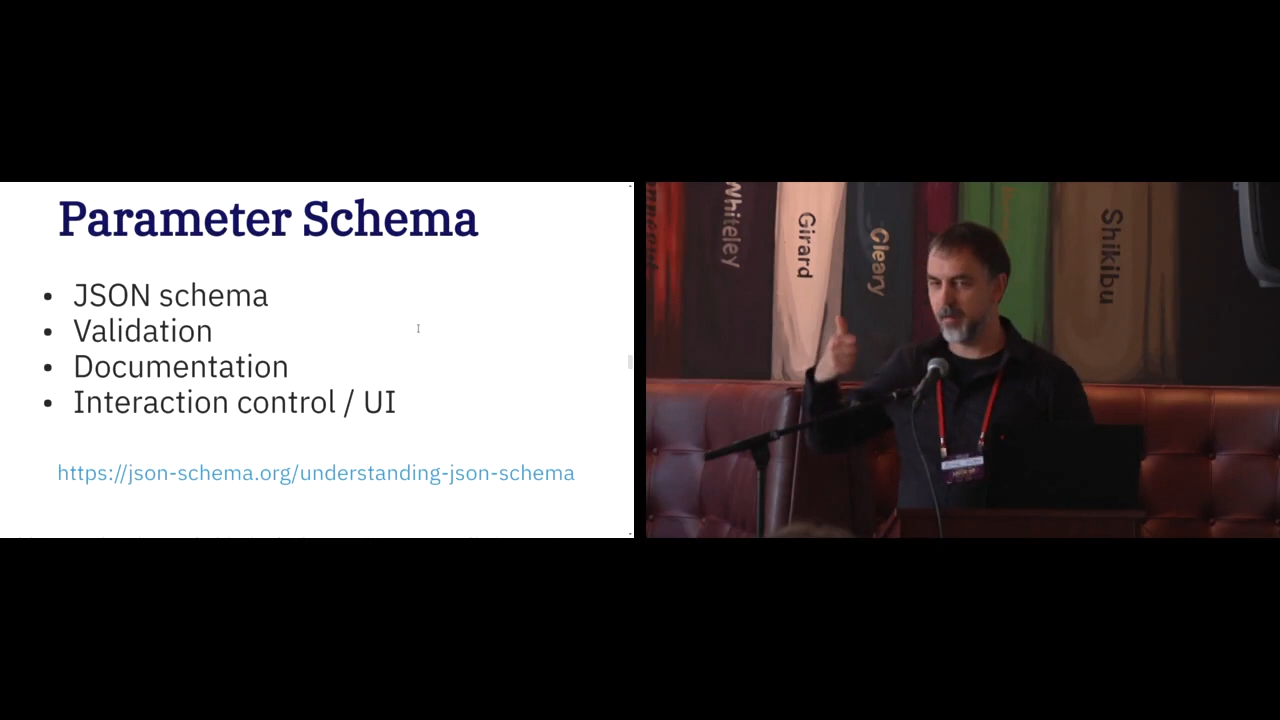 Parameter Schema
• JSON schema
• Validation
• Documentation
• Interaction control / UI
https://json-schema.org/understanding-json-schema
Whiteley
Girard
Cleary
Shikibu